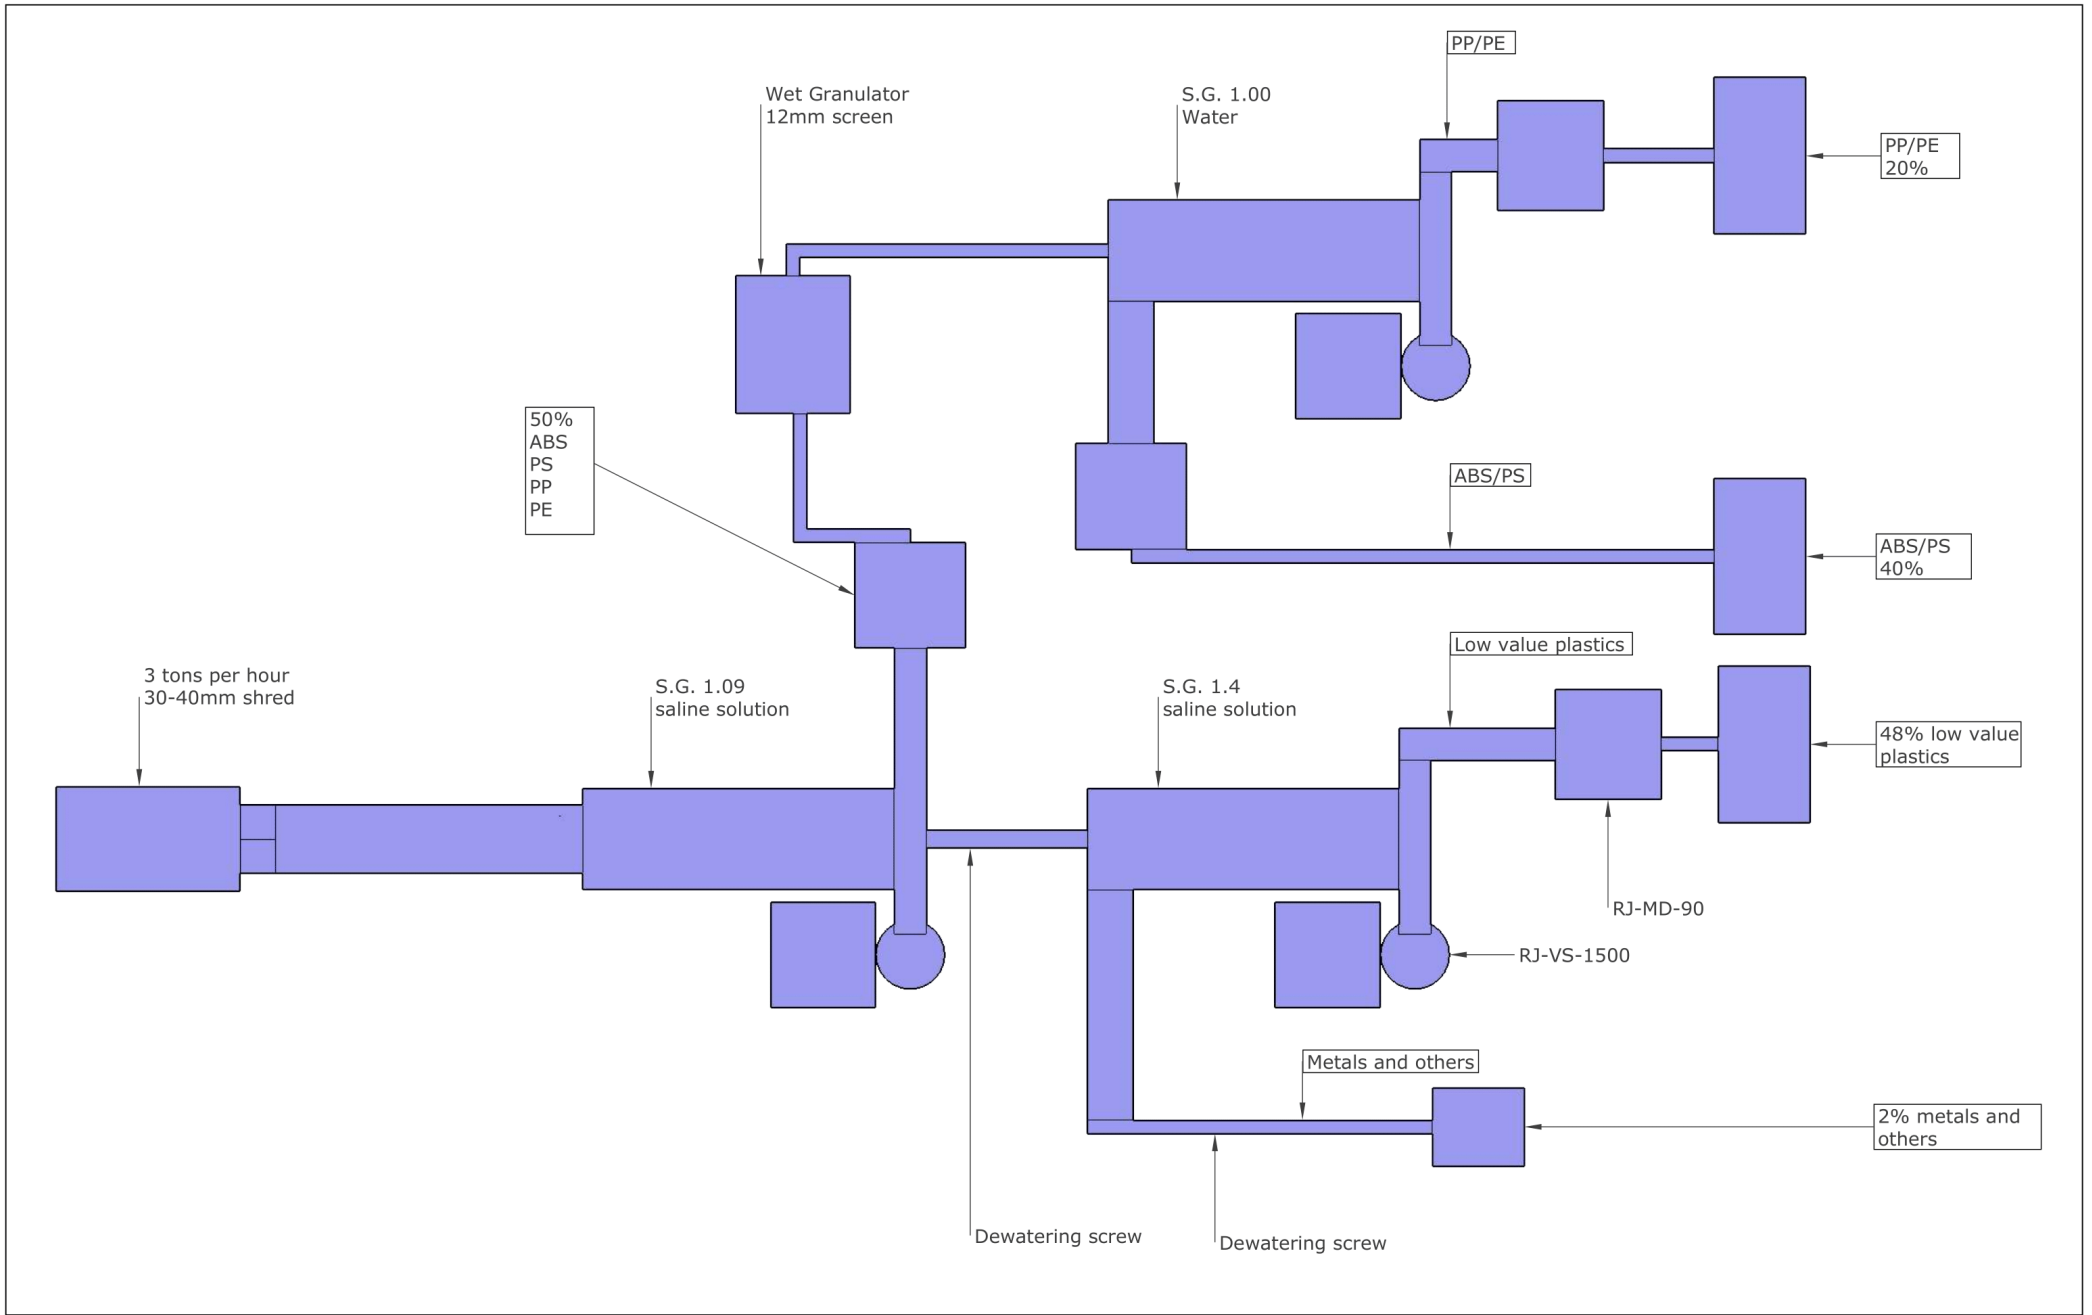 PP/PE
Wet Granulator
12mm screen
S.G. 1.00
Water
PP/PE
20%
50%
ABS
PS
PP
PE
ABS/PS
ABS/PS
40%
Low value plastics
3 tons per hour
30-40mm shred
S.G. 1.09
saline solution
S.G. 1.4
saline solution
48% low value
plastics
RJ-MD-90
RJ-VS-1500
Metals and others
2% metals and
others
Dewatering screw
Dewatering screw